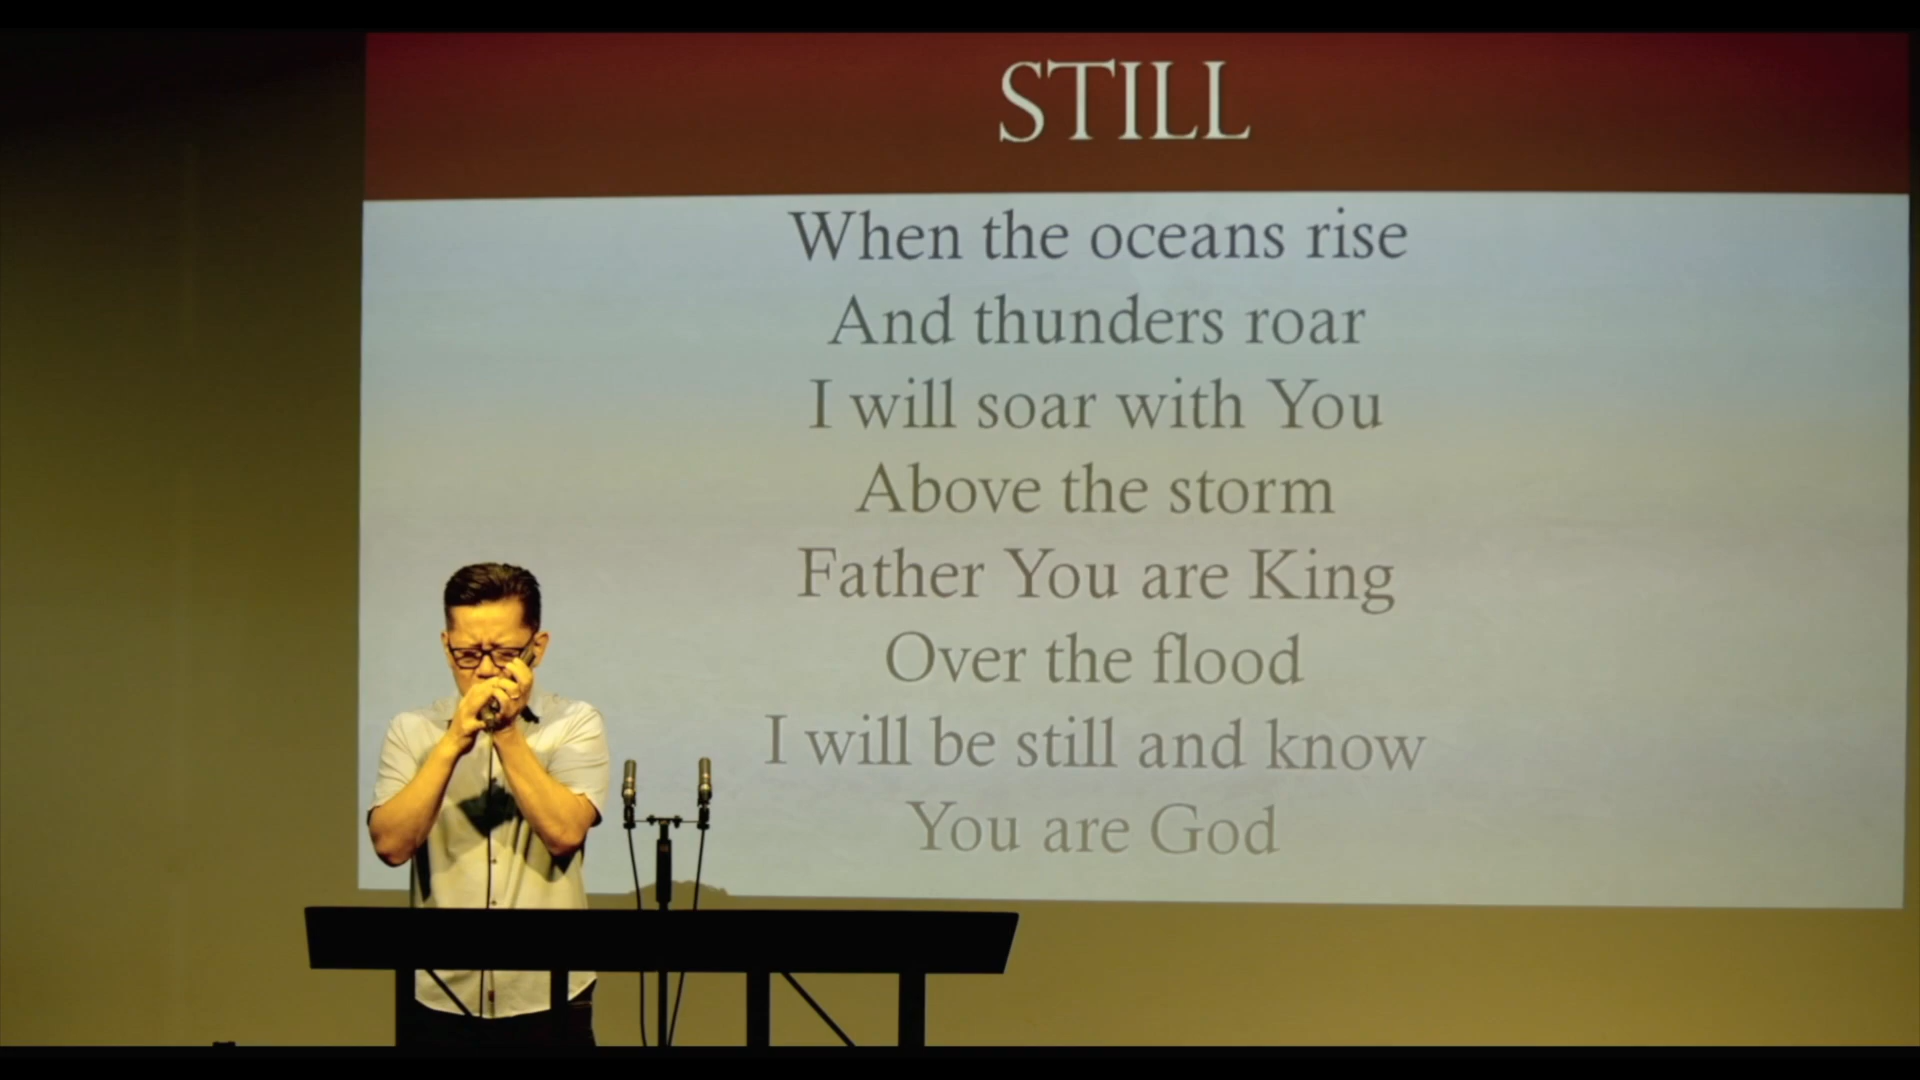 STILL
When the oceans rise
And thunders roar
I will soar with You
Above the storm
Father You are King
Over the flood
I will be still and know
You are God